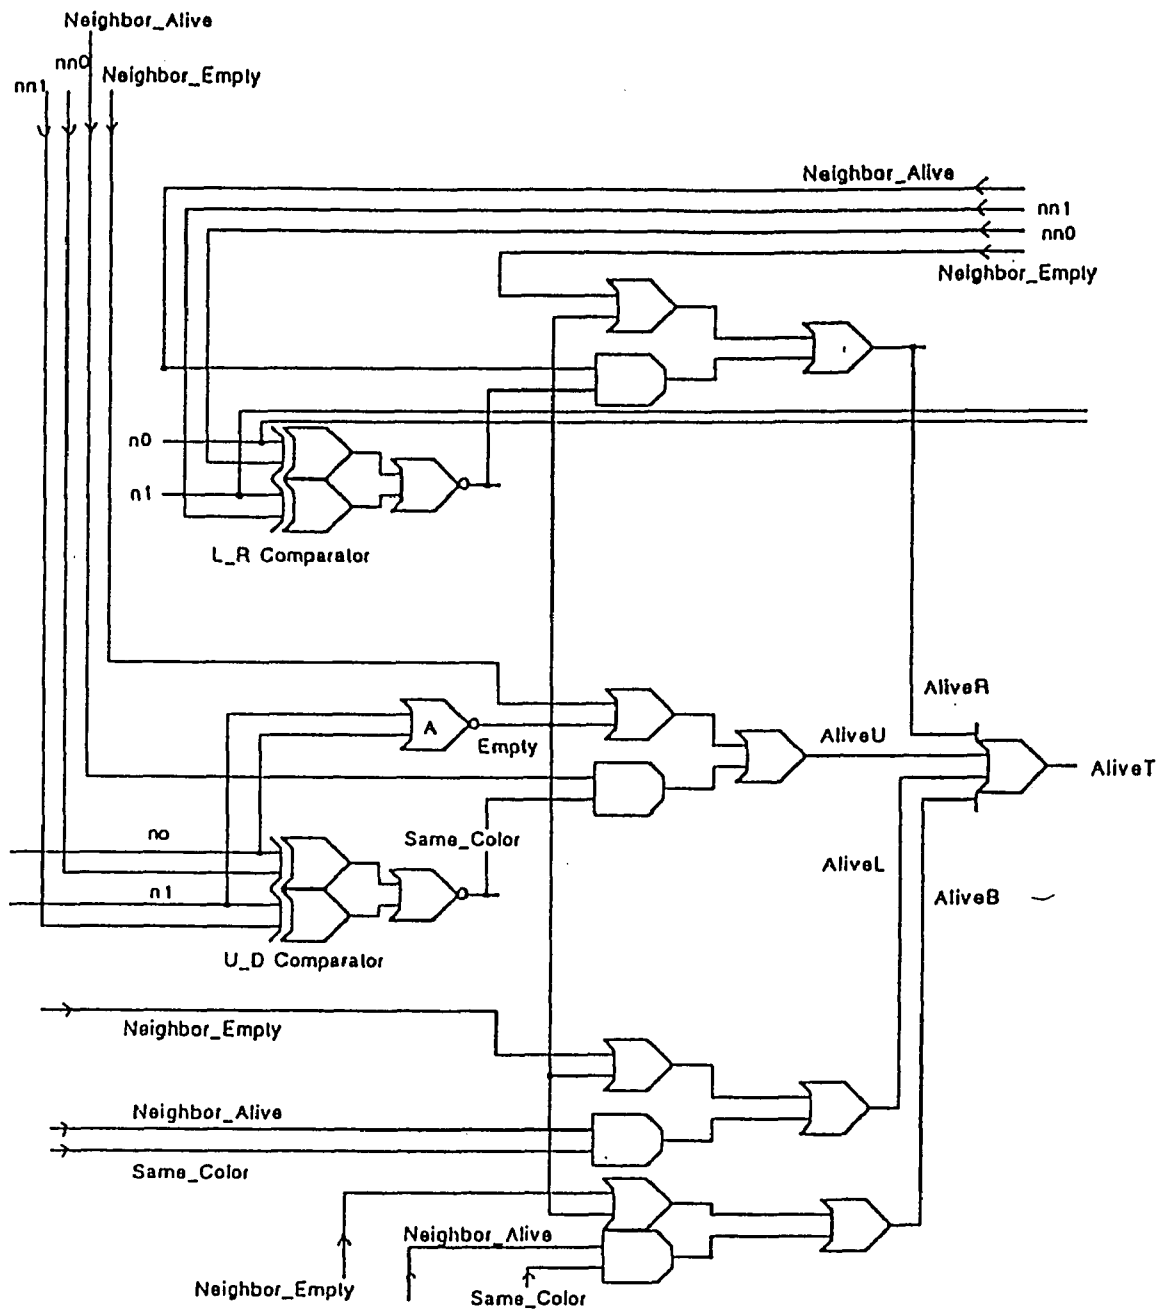 Neighbor_Alive
nn0
Neighbor_Empty
nn1
Neighbor_Alive
nn1
nn0
Neighbor_Empty
n0
n1
L_R Comparator
AliveR
A
Empty
AliveU
AliveT
no
Same_Color
AliveL
n1
AliveB
U_D Comparator
Neighbor_Empty
Neighbor_Alive
Same_Color
Neighbor_Alive
Neighbor_Empty
Same_Color